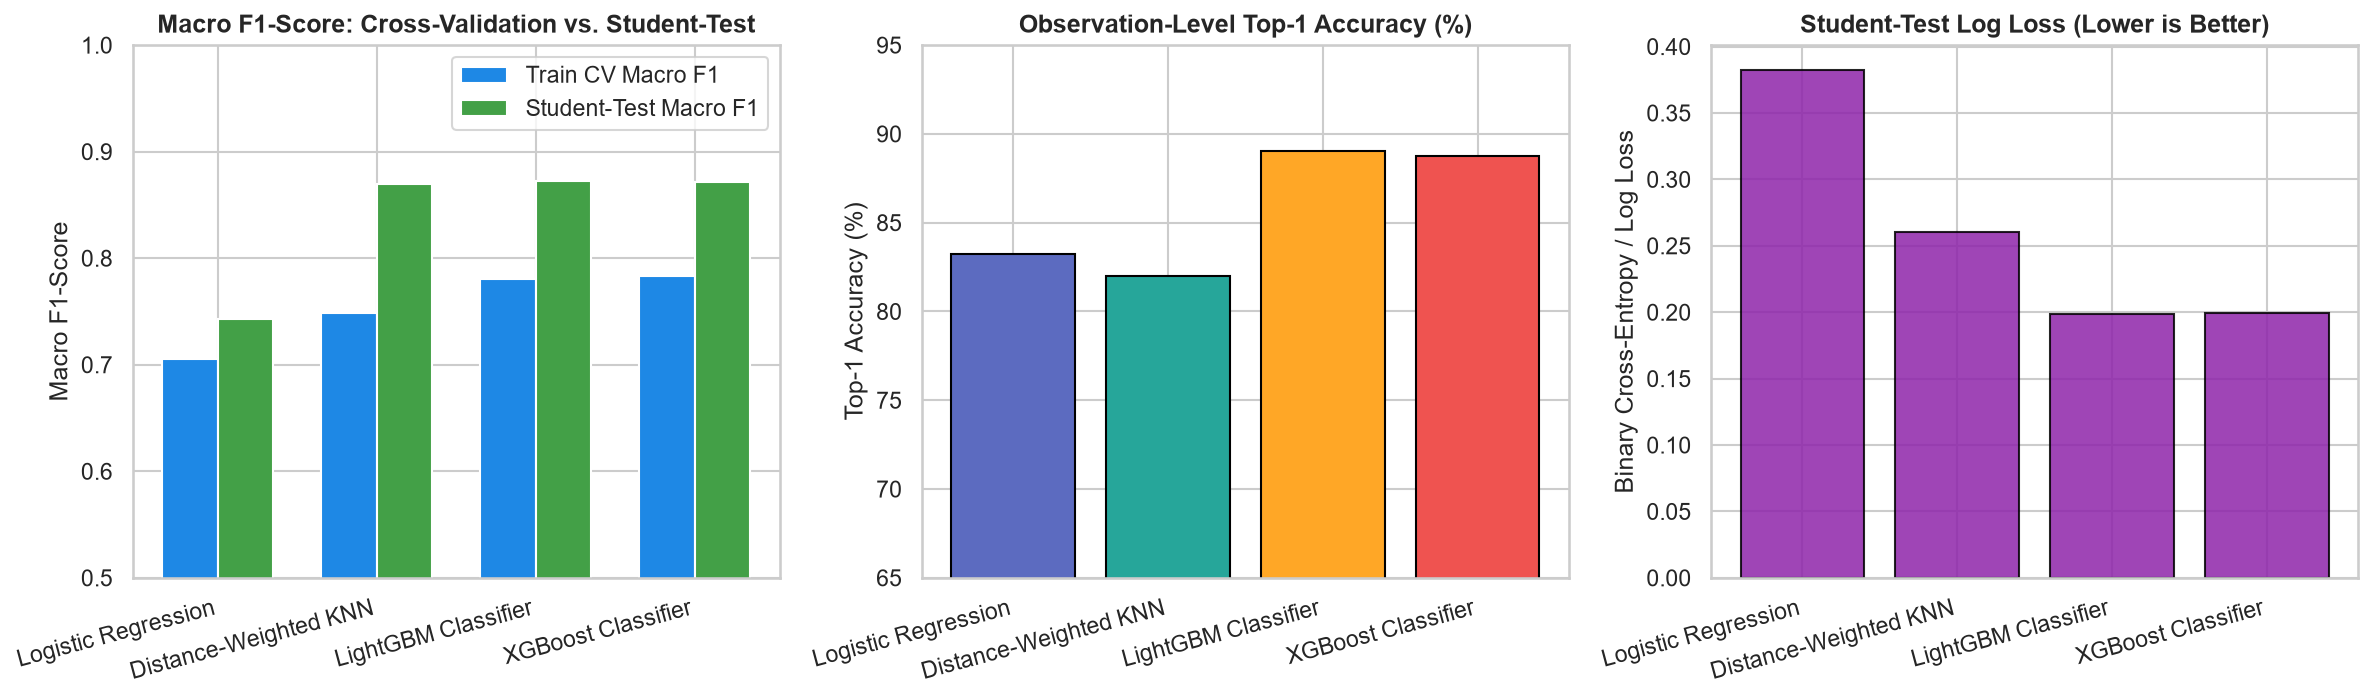 Macro F1-Score: Cross-Validation vs. Student-Test
Train CV Macro F1
Student-Test Macro F1
Macro F1-Score
1.0
0.9
0.8
0.7
0.6
0.5
Logistic Regression
Distance-Weighted KNN
LightGBM Classifier
XGBoost Classifier
Observation-Level Top-1 Accuracy (%)
Top-1 Accuracy (%)
95
90
85
80
75
70
65
Logistic Regression
Distance-Weighted KNN
LightGBM Classifier
XGBoost Classifier
Student-Test Log Loss (Lower is Better)
Binary Cross-Entropy / Log Loss
0.40
0.35
0.30
0.25
0.20
0.15
0.10
0.05
0.00
Logistic Regression
Distance-Weighted KNN
LightGBM Classifier
XGBoost Classifier